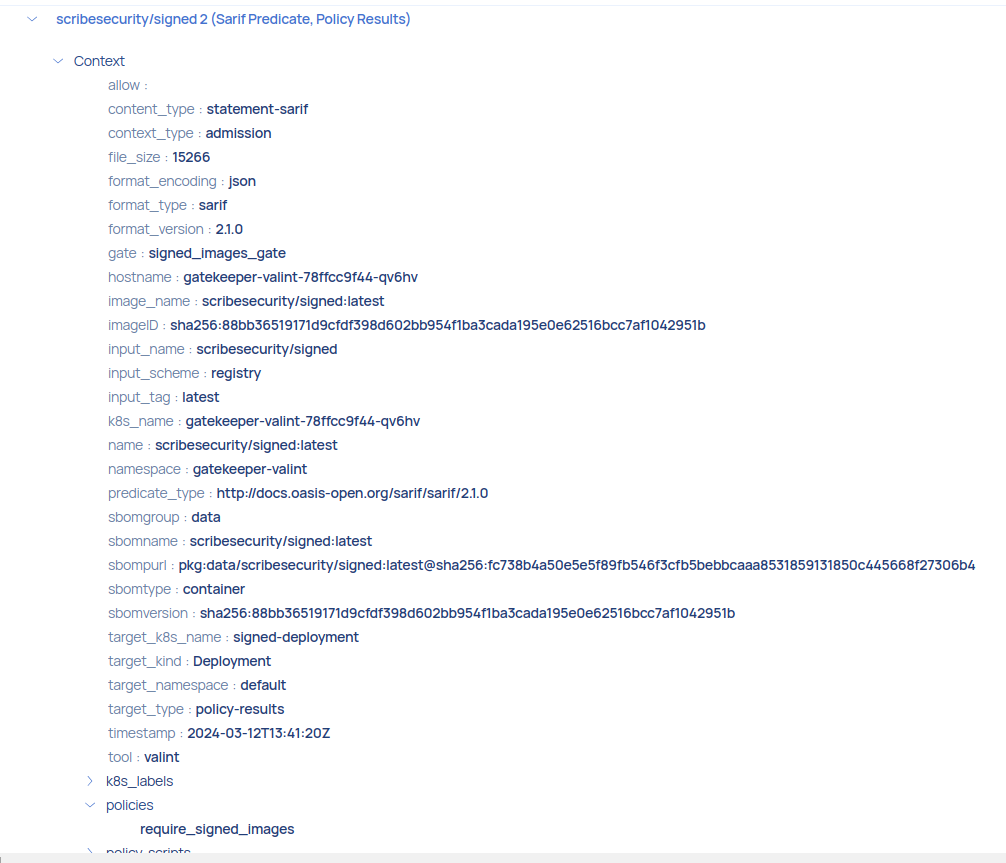 scribesecurity/signed 2 (Sarif Predicate, Policy Results)
Context
allow :
content_type : statement-sarif
context_type : admission
file_size : 15266
format_encoding : json
format_type : sarif
format_version : 2.1.0
gate : signed_images_gate
hostname : gatekeeper-valint-78ffcc9f44-qv6hv
image_name : scribesecurity/signed:latest
imageID : sha256:88bb36519171d9cfdf398d602bb954f1ba3cada195e0e62516bcc7af1042951b
input_name : scribesecurity/signed
input_scheme : registry
input_tag : latest
k8s_name : gatekeeper-valint-78ffcc9f44-qv6hv
name : scribesecurity/signed:latest
namespace : gatekeeper-valint
predicate_type : http://docs.oasis-open.org/sarif/sarif/2.1.0
sbomgroup : data
sbomname : scribesecurity/signed:latest
sbompurl : pkg:data/scribesecurity/signed:latest@sha256:fc738b4a50e5e5f89fb546f3cfb5bebbcaaa8531859131850c445668f27306b4
sbomtype : container
sbomversion : sha256:88bb36519171d9cfdf398d602bb954f1ba3cada195e0e62516bcc7af1042951b
target_k8s_name : signed-deployment
target_kind : Deployment
target_namespace : default
target_type : policy-results
timestamp : 2024-03-12T13:41:20Z
tool : valint
k8s_labels
policies
require_signed_images
policy_scripts